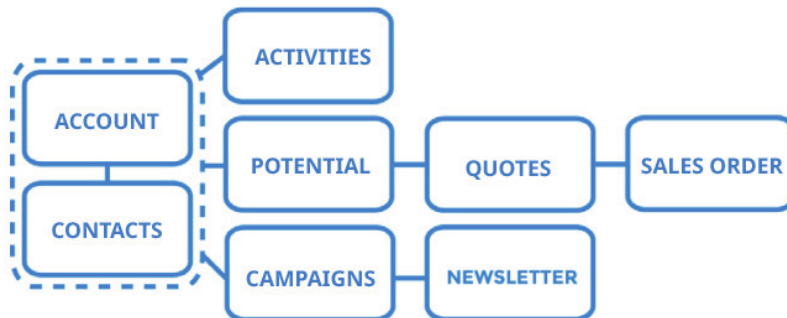 ACTIVITIES
ACCOUNT
POTENTIAL
QUOTES
SALES ORDER
CONTACTS
CAMPAIGNS
NEWSLETTER